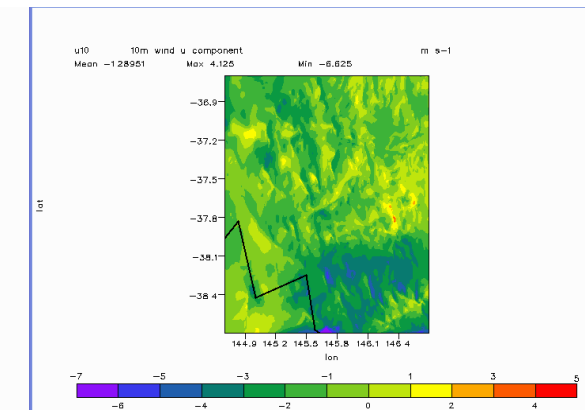 u10 10m wind u component m s-1
Mean -1.28951 Max 4.125 Min -6.625
-36.9
-37.2
-37.5
lat
-37.8
-38.1
-38.4
144.9 145.2 145.5 145.8 146.1 146.4
lon
-7 -5 -3 -1 1 3 5
-6 -4 -2 0 2 4